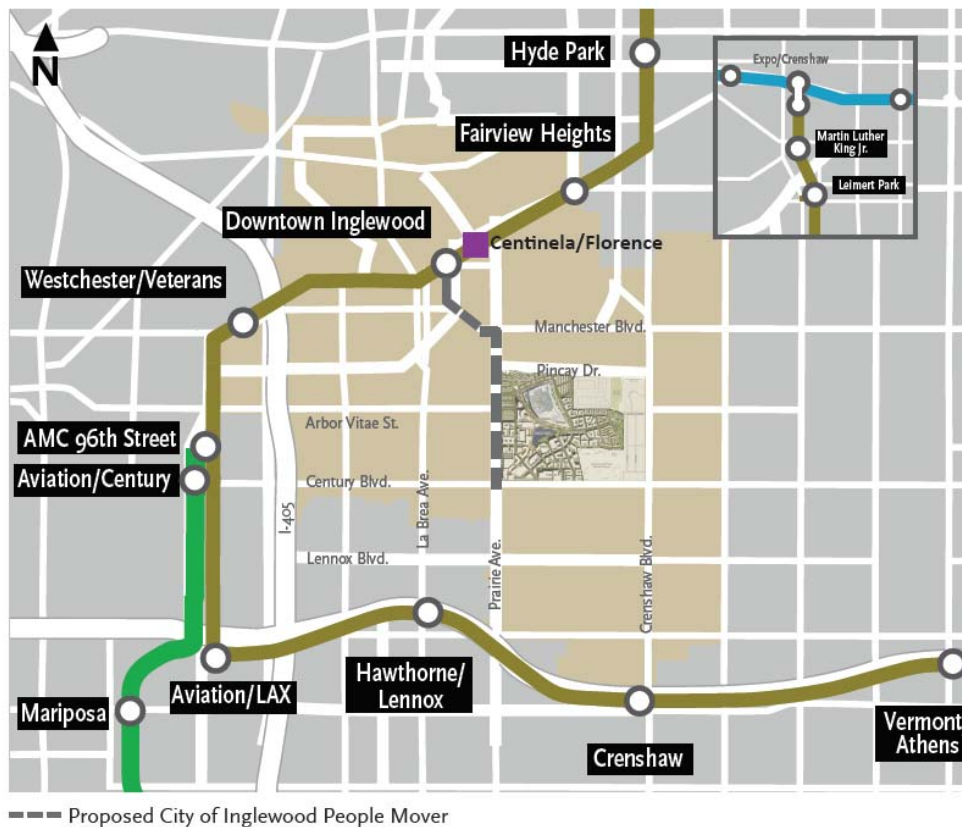 N
Hyde Park
Expo/Crenshaw
Fairview Heights
Martin Luther
King Jr.
Leimert Park
Downtown Inglewood
Centinela/Florence
Westchester/Veterans
Manchester Blvd.
Pincay Dr.
Arbor Vitae St.
AMC 96th Street
Aviation/Century
Century Blvd.
I-405
La Brea Ave.
Prairie Ave.
Crenshaw Blvd.
Lennox Blvd.
Aviation/LAX
Hawthorne/
Lennox
Mariposa
Crenshaw
Vermont
Athens
Proposed City of Inglewood People Mover